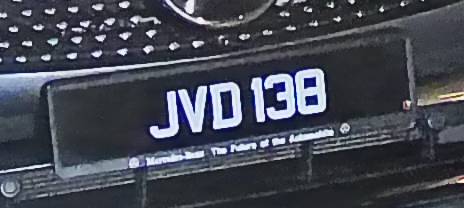 JVD 138
Mercedes-Benz The Future of the Automobile